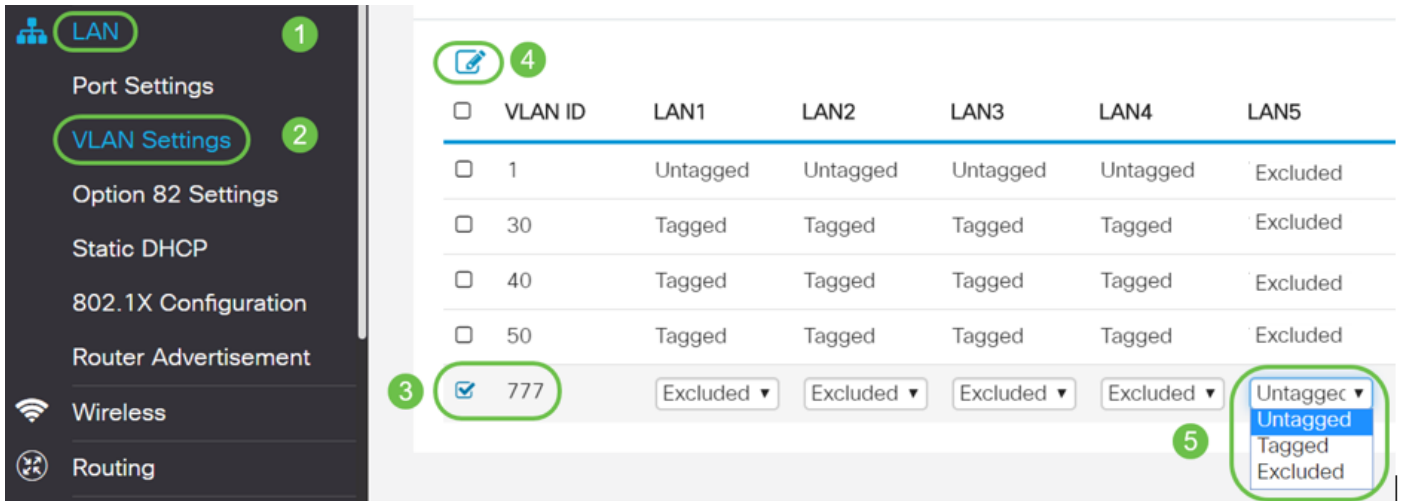 LAN 1
Port Settings
VLAN Settings 2
Option 82 Settings
Static DHCP
802.1X Configuration
Router Advertisement
Wireless
Routing
4
VLAN ID LAN1 LAN2 LAN3 LAN4 LAN5
1 Untagged Untagged Untagged Untagged Excluded
30 Tagged Tagged Tagged Tagged Excluded
40 Tagged Tagged Tagged Tagged Excluded
50 Tagged Tagged Tagged Tagged Excluded
3 777 Excluded Excluded Excluded Excluded Untagged
Untagged
5 Tagged
Excluded